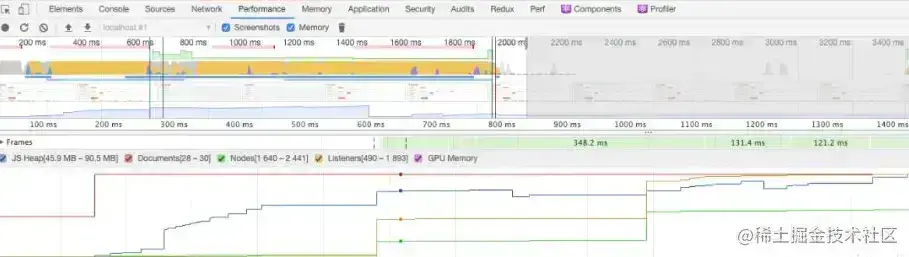 Elements Console Sources Network Performance Memory Application Security Audits Redux Perf Components Profiler
localhost #1 Screenshots Memory
200 ms 400 ms 600 ms 800 ms 1000 ms 1200 ms 1400 ms 1600 ms 1800 ms 2000 ms 2200 ms 2400 ms 2600 ms 2800 ms 3000 ms 3200 ms 3400 ms
100 ms 200 ms 300 ms 400 ms 500 ms 600 ms 700 ms 800 ms 900 ms 1000 ms 1100 ms 1200 ms 1300 ms 1400 ms
Frames 348.2 ms 131.4 ms 121.2 ms
JS Heap[45.9 MB – 90.5 MB] Documents[28 – 30] Nodes[1 640 – 2 441] Listeners[490 – 1 893] GPU Memory
@稀土掘金技术社区